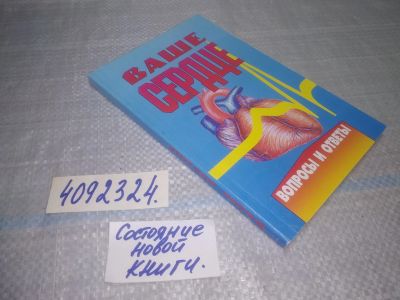 ВАШЕ
СЕРДЦЕ
ВОПРОСЫ И ОТВЕТЫ
4092324.
Состояние
новой
книги.